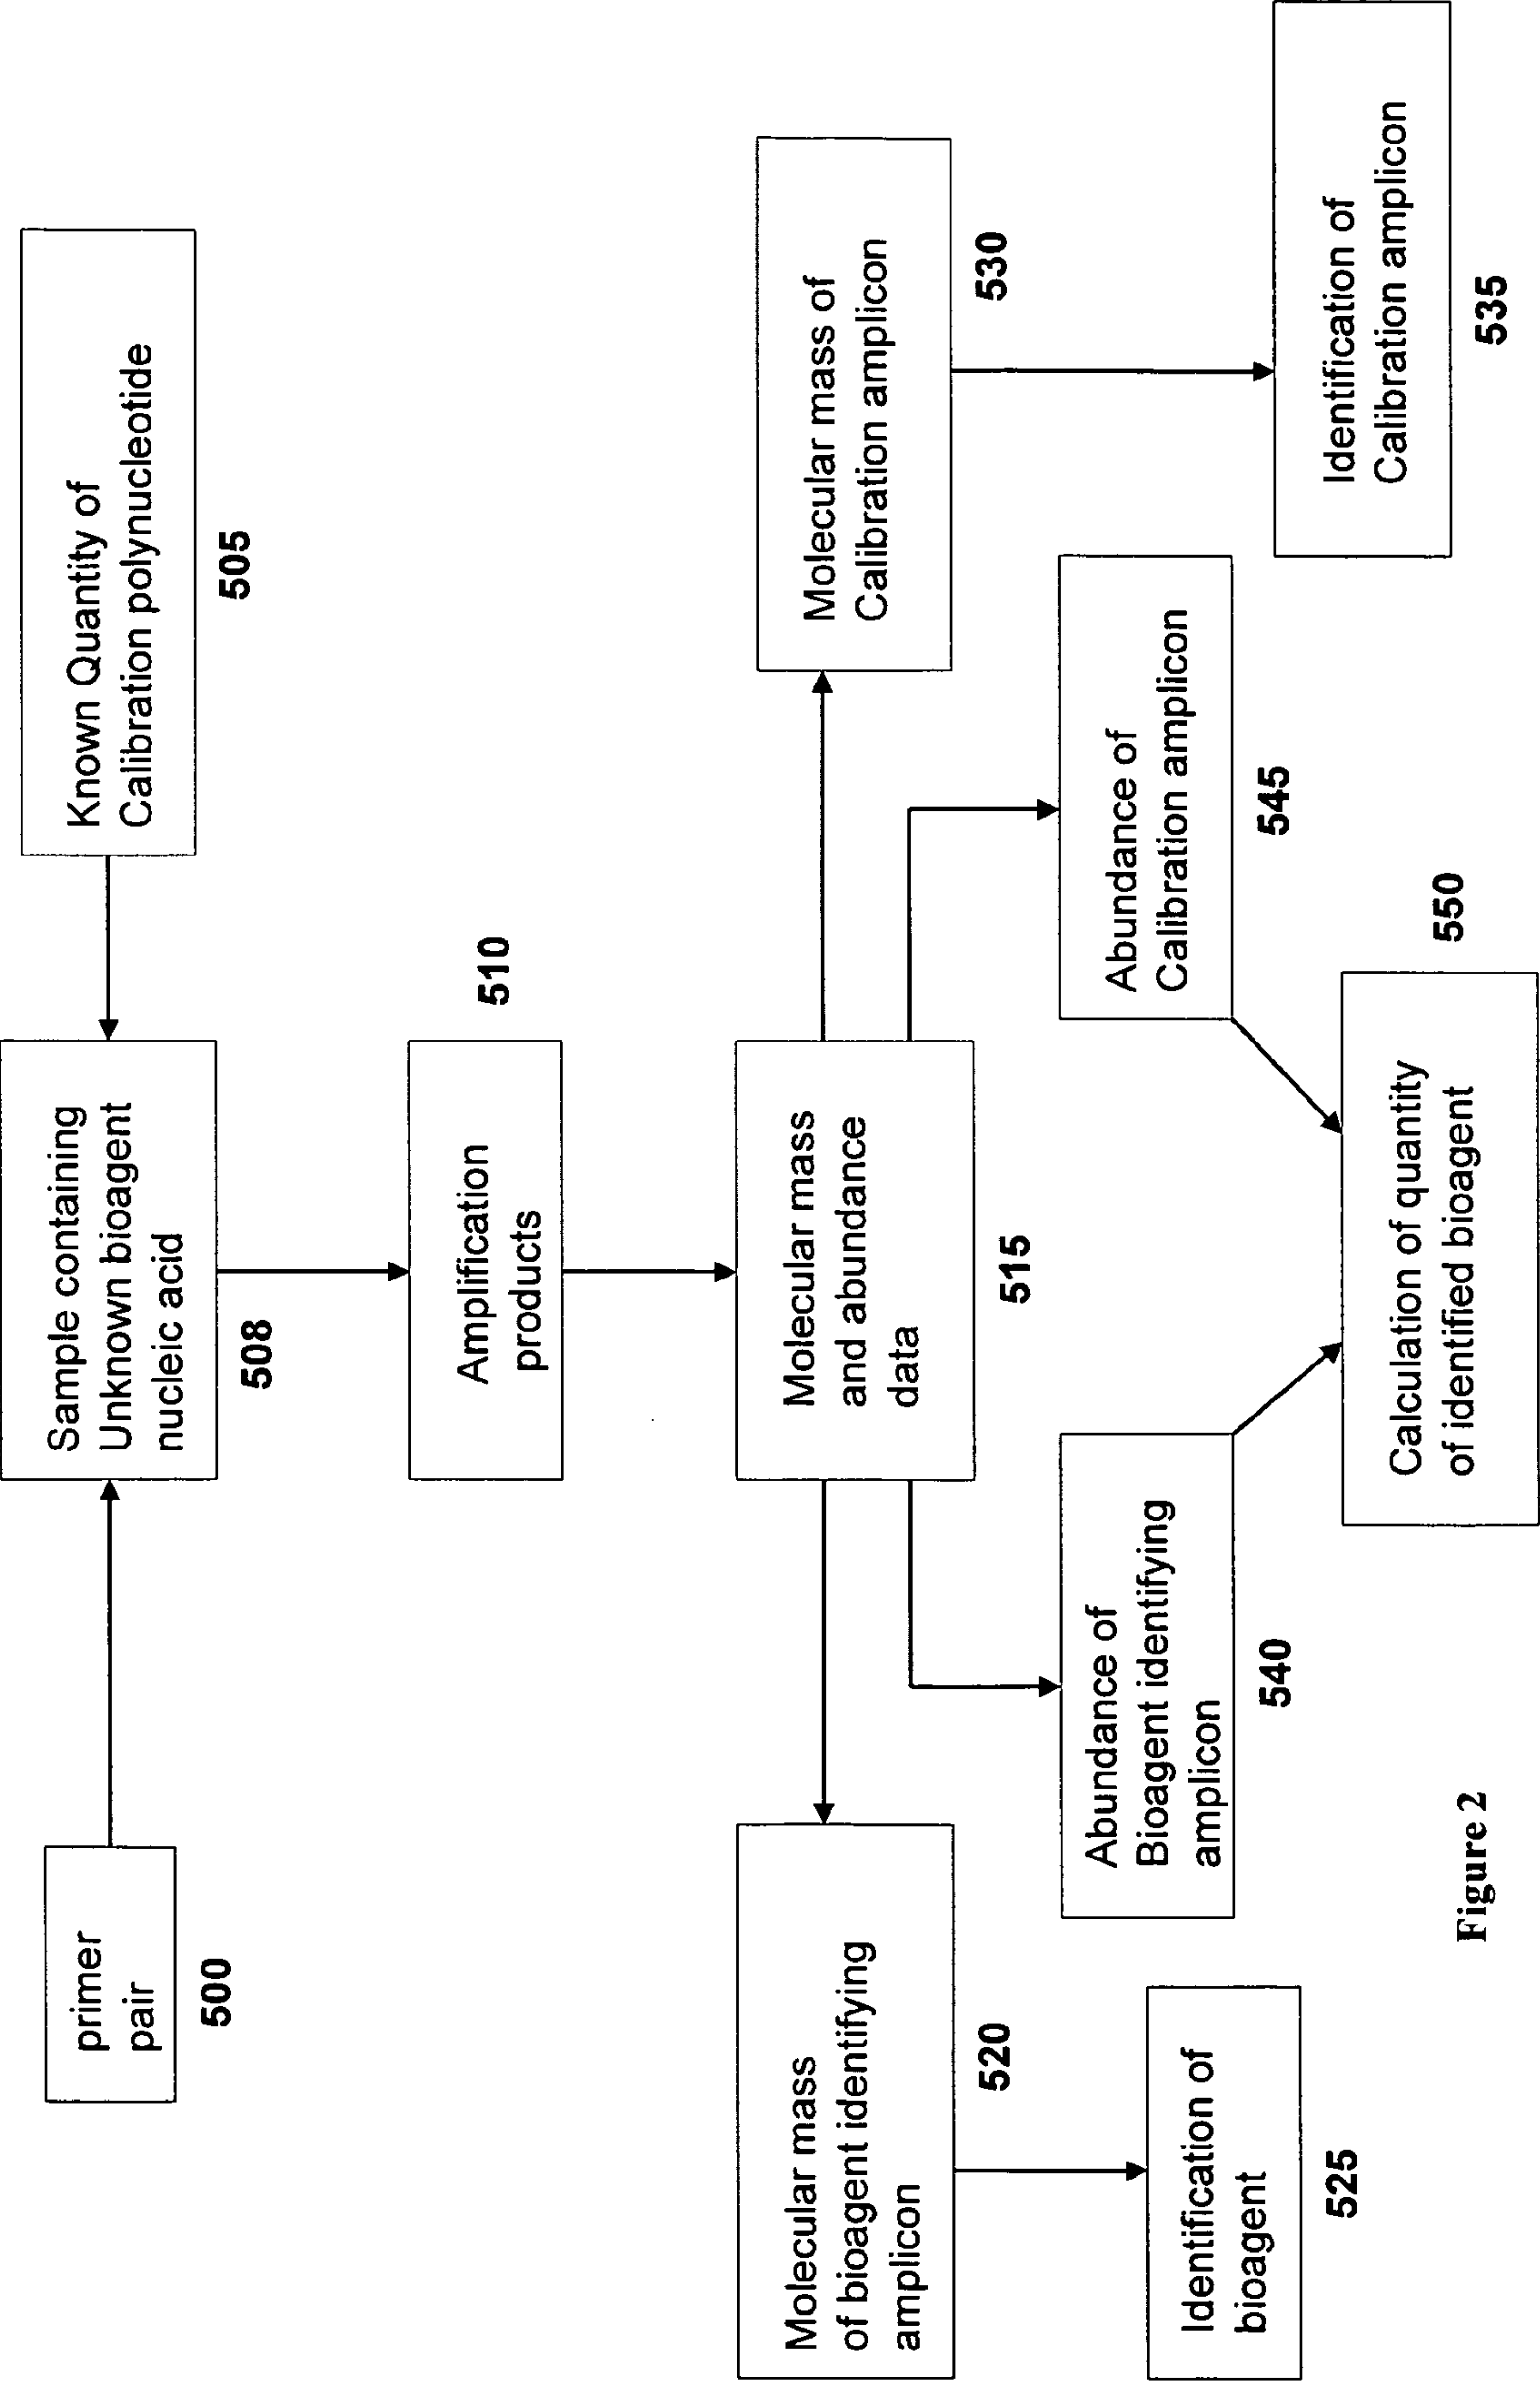 primer
pair
500
Sample containing
Unknown bioagent
nucleic acid
508
Known Quantity of
Calibration polynucleotide
505
Amplification
products
510
Molecular mass
and abundance
data
515
Molecular mass
of bioagent identifying
amplicon
520
Molecular mass of
Calibration amplicon
530
Identification of
bioagent
525
Abundance of
Bioagent identifying
amplicon
540
Abundance of
Calibration amplicon
545
Identification of
Calibration amplicon
535
Calculation of quantity
of identified bioagent
550
Figure 2